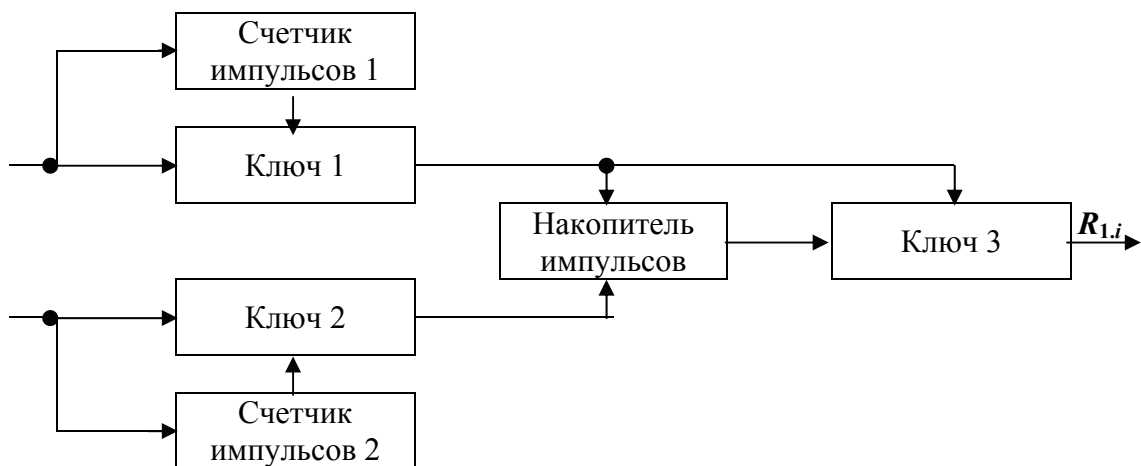 Счетчик
импульсов 1
Ключ 1
Накопитель
импульсов
Ключ 3
R1.i
Ключ 2
Счетчик
импульсов 2